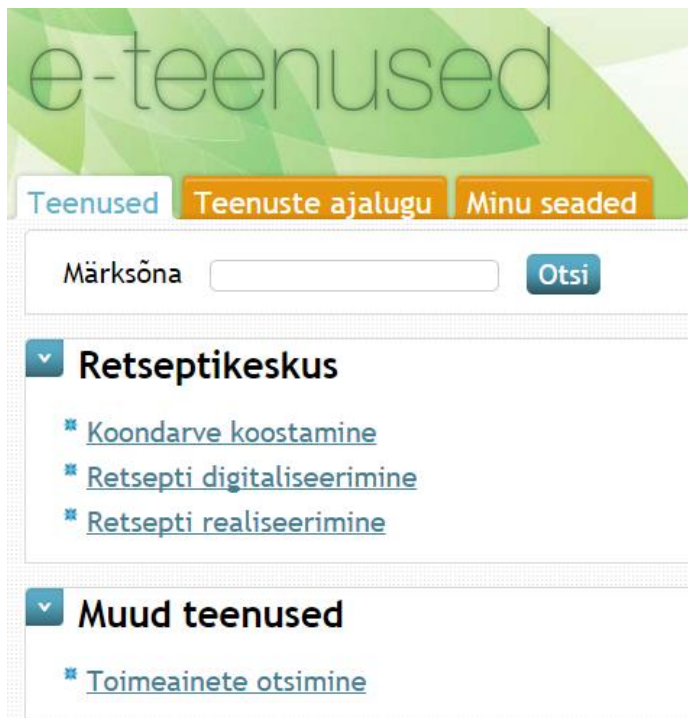 e-teenused
Teenused Teenuste ajalugu Minu seaded
Märksõna Otsi
Retseptikeskus
Koondarve koostamine
Retsepti digitaliseerimine
Retsepti realiseerimine
Muud teenused
Toimeainete otsimine